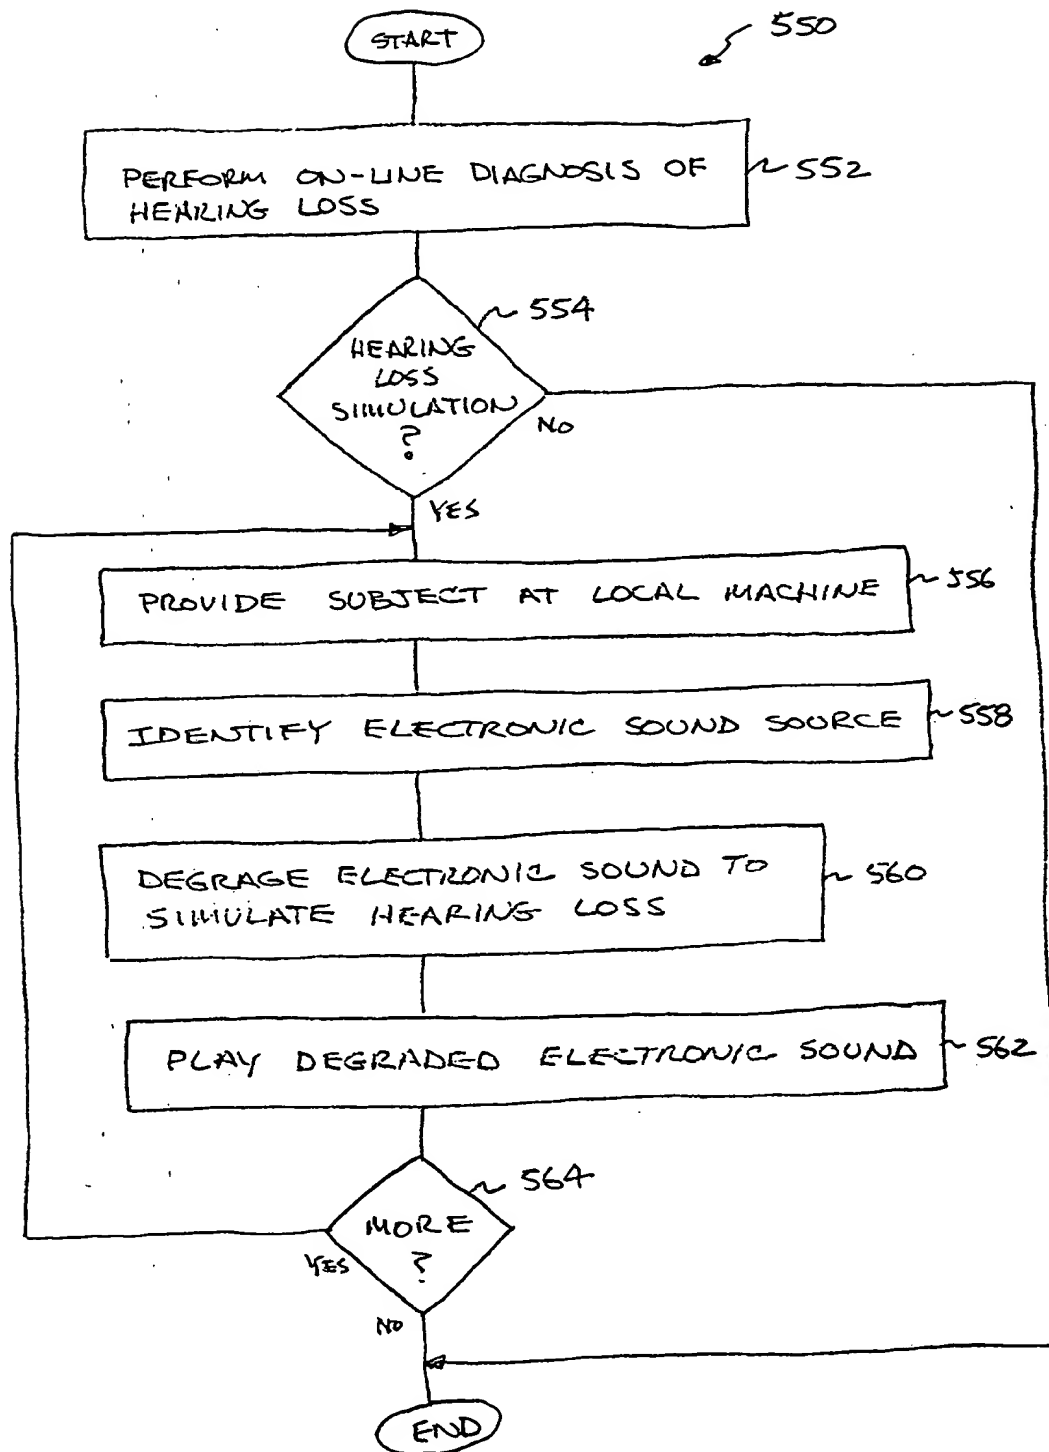 START
550
PERFORM ON-LINE DIAGNOSIS OF
HEARING LOSS
552
554
HEARING
LOSS
SIMULATION
?
NO
YES
PROVIDE SUBJECT AT LOCAL MACHINE
556
IDENTIFY ELECTRONIC SOUND SOURCE
558
DEGRAGE ELECTRONIC SOUND TO
SIMULATE HEARING LOSS
560
PLAY DEGRADED ELECTRONIC SOUND
562
564
MORE
?
YES
NO
END